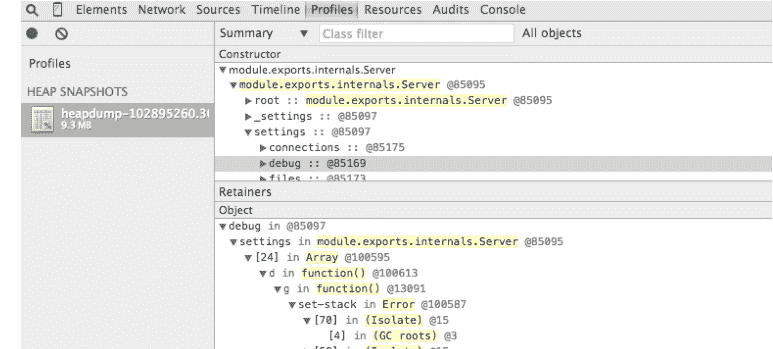 Elements Network Sources Timeline Profiles Resources Audits Console
Summary ▼ Class filter All objects
Profiles
HEAP SNAPSHOTS
heapdump-102895260.30
9.3 MB
Constructor
▼module.exports.internals.Server
▼module.exports.internals.Server @85095
▶root :: module.exports.internals.Server @85095
▶_settings :: @85097
▼settings :: @85097
▶connections :: @85175
▶debug :: @85169
▶files :: @85173
Retainers
Object
▼debug in @85097
▼settings in module.exports.internals.Server @85095
▼[24] in Array @100595
▼d in function() @100613
▼g in function() @13091
▼set-stack in Error @100587
▼[70] in (Isolate) @15
[4] in (GC roots) @3